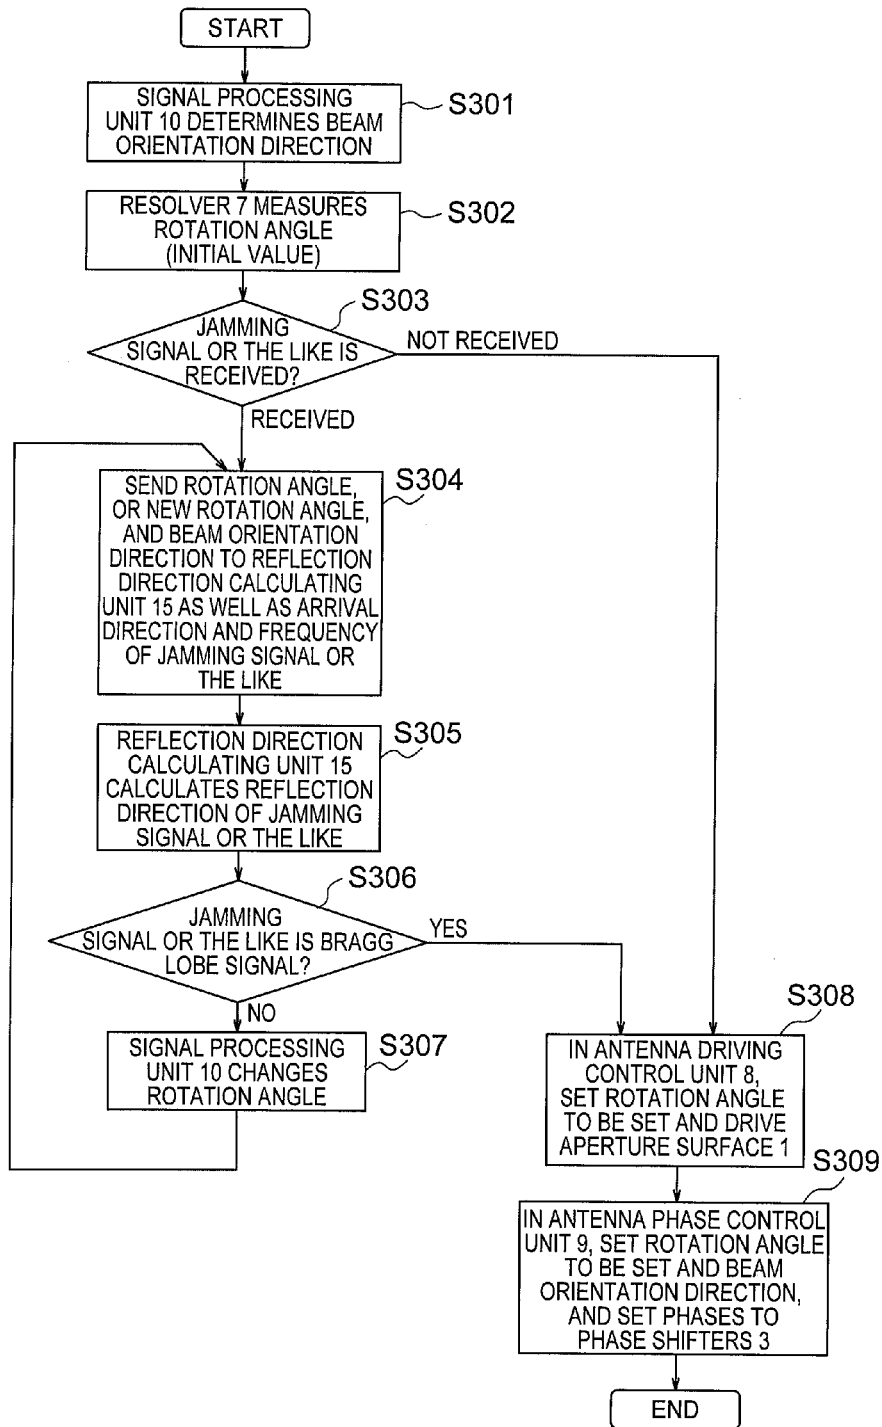 START
SIGNAL PROCESSING
UNIT 10 DETERMINES BEAM
ORIENTATION DIRECTION
S301
RESOLVER 7 MEASURES
ROTATION ANGLE
(INITIAL VALUE)
S302
S303
JAMMING
SIGNAL OR THE LIKE IS
RECEIVED?
NOT RECEIVED
RECEIVED
S304
SEND ROTATION ANGLE,
OR NEW ROTATION ANGLE,
AND BEAM ORIENTATION
DIRECTION TO REFLECTION
DIRECTION CALCULATING
UNIT 15 AS WELL AS ARRIVAL
DIRECTION AND FREQUENCY
OF JAMMING SIGNAL OR
THE LIKE
S305
REFLECTION DIRECTION
CALCULATING UNIT 15
CALCULATES REFLECTION
DIRECTION OF JAMMING
SIGNAL OR THE LIKE
S306
JAMMING
SIGNAL OR THE LIKE IS BRAGG
LOBE SIGNAL?
YES
NO
S307
SIGNAL PROCESSING
UNIT 10 CHANGES
ROTATION ANGLE
S308
IN ANTENNA DRIVING
CONTROL UNIT 8,
SET ROTATION ANGLE
TO BE SET AND DRIVE
APERTURE SURFACE 1
S309
IN ANTENNA PHASE CONTROL
UNIT 9, SET ROTATION ANGLE
TO BE SET AND BEAM
ORIENTATION DIRECTION,
AND SET PHASES TO
PHASE SHIFTERS 3
END